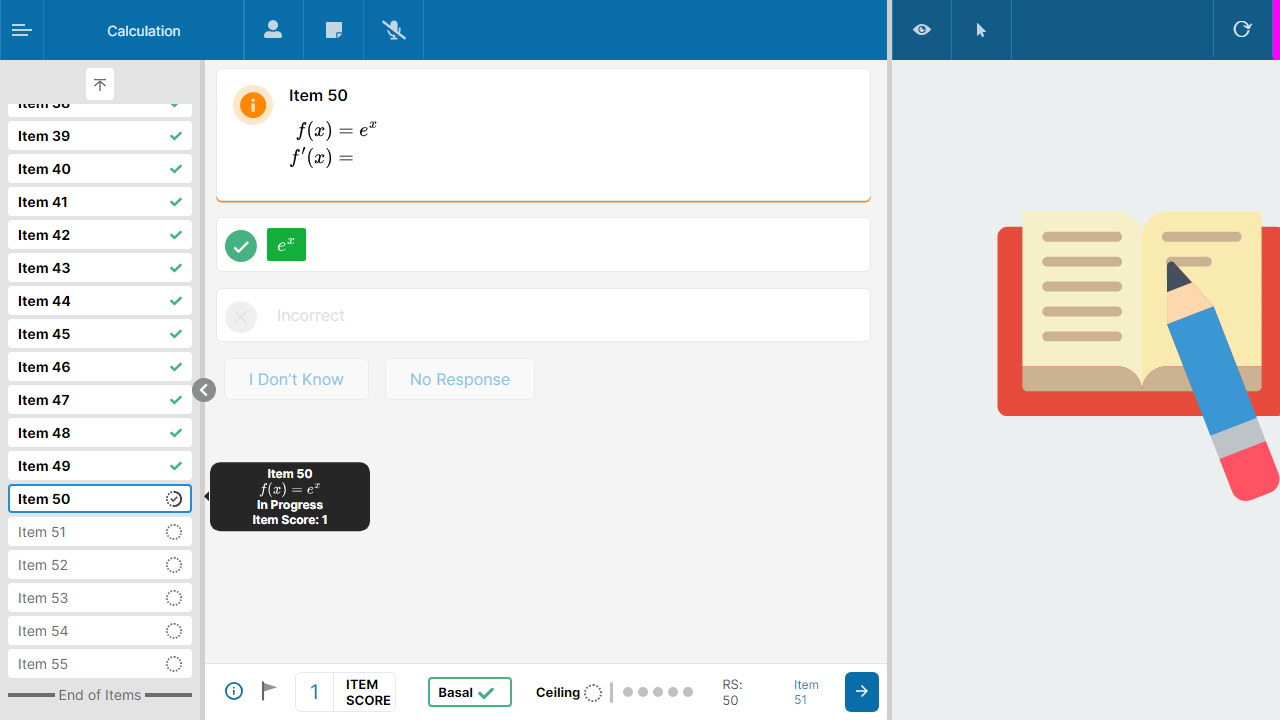 Calculation
Item 38
Item 39
Item 40
Item 41
Item 42
Item 43
Item 44
Item 45
Item 46
Item 47
Item 48
Item 49
Item 50
Item 51
Item 52
Item 53
Item 54
Item 55
End of Items
Item 50
f(x) = e^x
f'(x) =
e^x
Incorrect
I Don’t Know
No Response
Item 50
f(x) = e^x
In Progress
Item Score: 1
1
ITEM
SCORE
Basal
Ceiling
RS:
50
Item
51